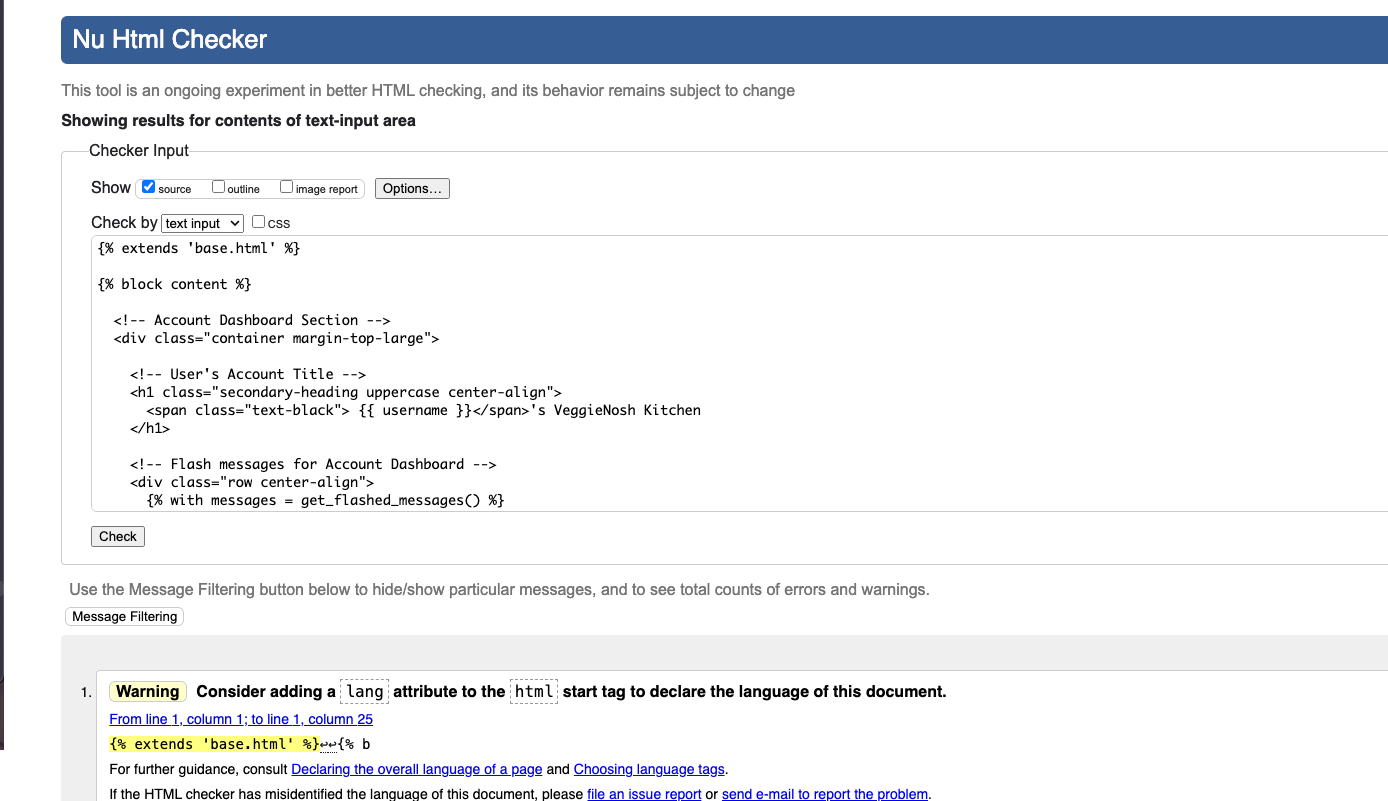 Nu Html Checker
This tool is an ongoing experiment in better HTML checking, and its behavior remains subject to change
Showing results for contents of text-input area
Checker Input
Show source outline image report Options...
Check by text input CSS
{% extends 'base.html' %}
{% block content %}
<!-- Account Dashboard Section -->
<div class="container margin-top-large">
<!-- User's Account Title -->
<h1 class="secondary-heading uppercase center-align">
<span class="text-black"> {{ username }}</span>'s VeggieNosh Kitchen
</h1>
<!-- Flash messages for Account Dashboard -->
<div class="row center-align">
{% with messages = get_flashed_messages() %}
Check
Use the Message Filtering button below to hide/show particular messages, and to see total counts of errors and warnings.
Message Filtering
1. Warning Consider adding a lang attribute to the html start tag to declare the language of this document.
From line 1, column 1; to line 1, column 25
{% extends 'base.html' %}↩↩{% b
For further guidance, consult Declaring the overall language of a page and Choosing language tags.
If the HTML checker has misidentified the language of this document, please file an issue report or send e-mail to report the problem.